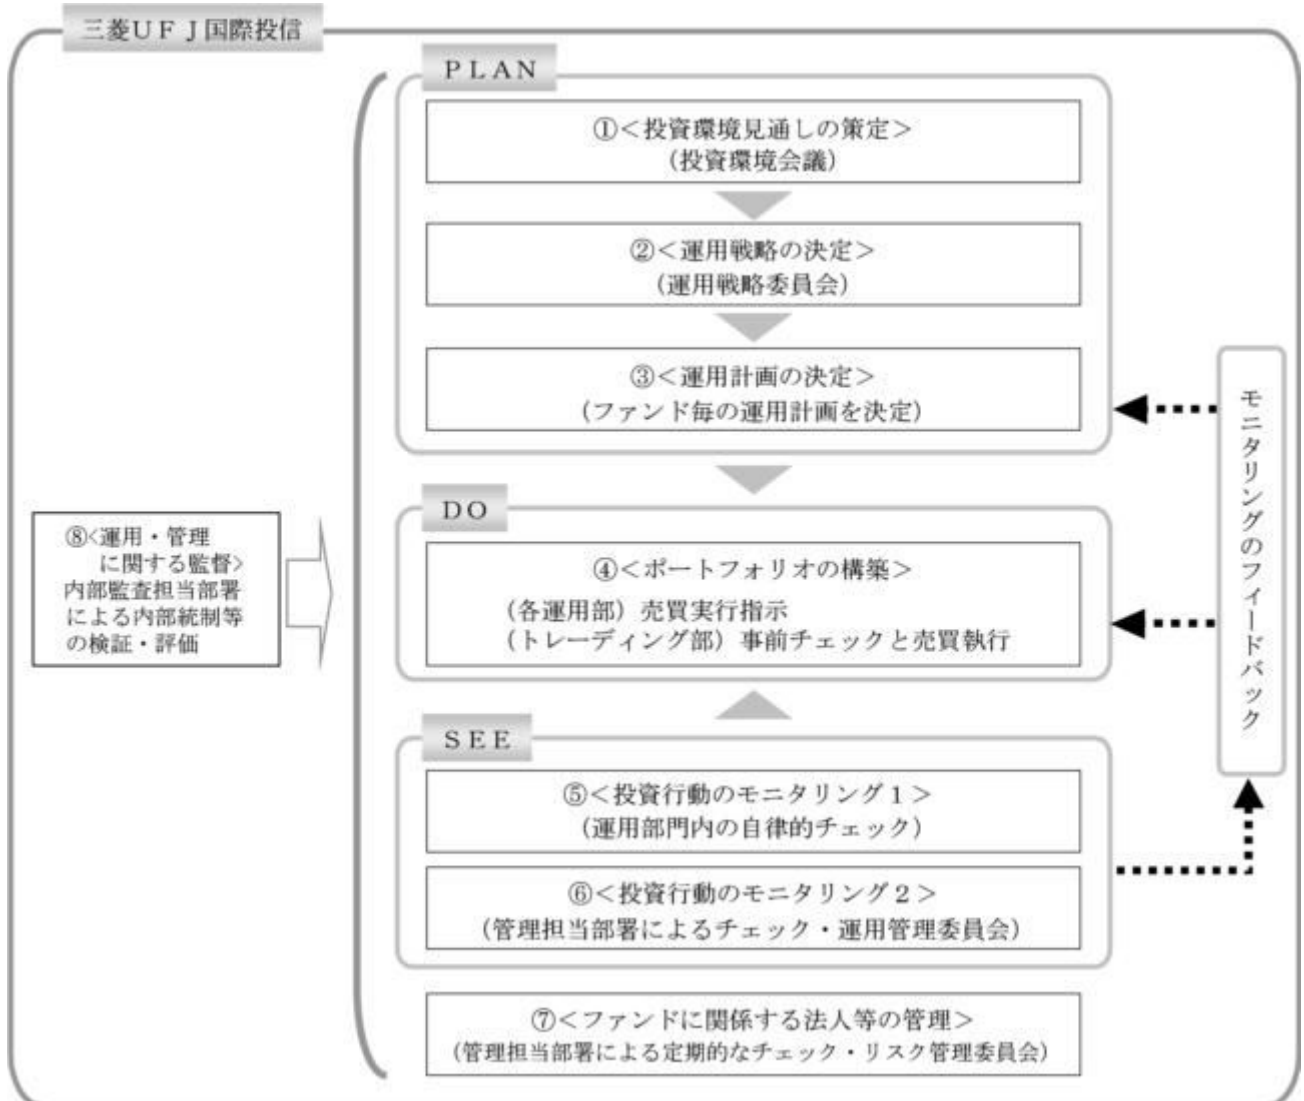 三菱ＵＦＪ国際投信
ＰＬＡＮ
①＜投資環境見通しの策定＞
（投資環境会議）
②＜運用戦略の決定＞
（運用戦略委員会）
③＜運用計画の決定＞
（ファンド毎の運用計画を決定）
ＤＯ
④＜ポートフォリオの構築＞
（各運用部）売買実行指示
（トレーディング部）事前チェックと売買執行
ＳＥＥ
⑤＜投資行動のモニタリング１＞
（運用部門内の自律的チェック）
⑥＜投資行動のモニタリング２＞
（管理担当部署によるチェック・運用管理委員会）
⑦＜ファンドに関係する法人等の管理＞
（管理担当部署による定期的なチェック・リスク管理委員会）
⑧<運用・管理
に関する監督>
内部監査担当部署
による内部統制等
の検証・評価
モニタリングのフィードバック